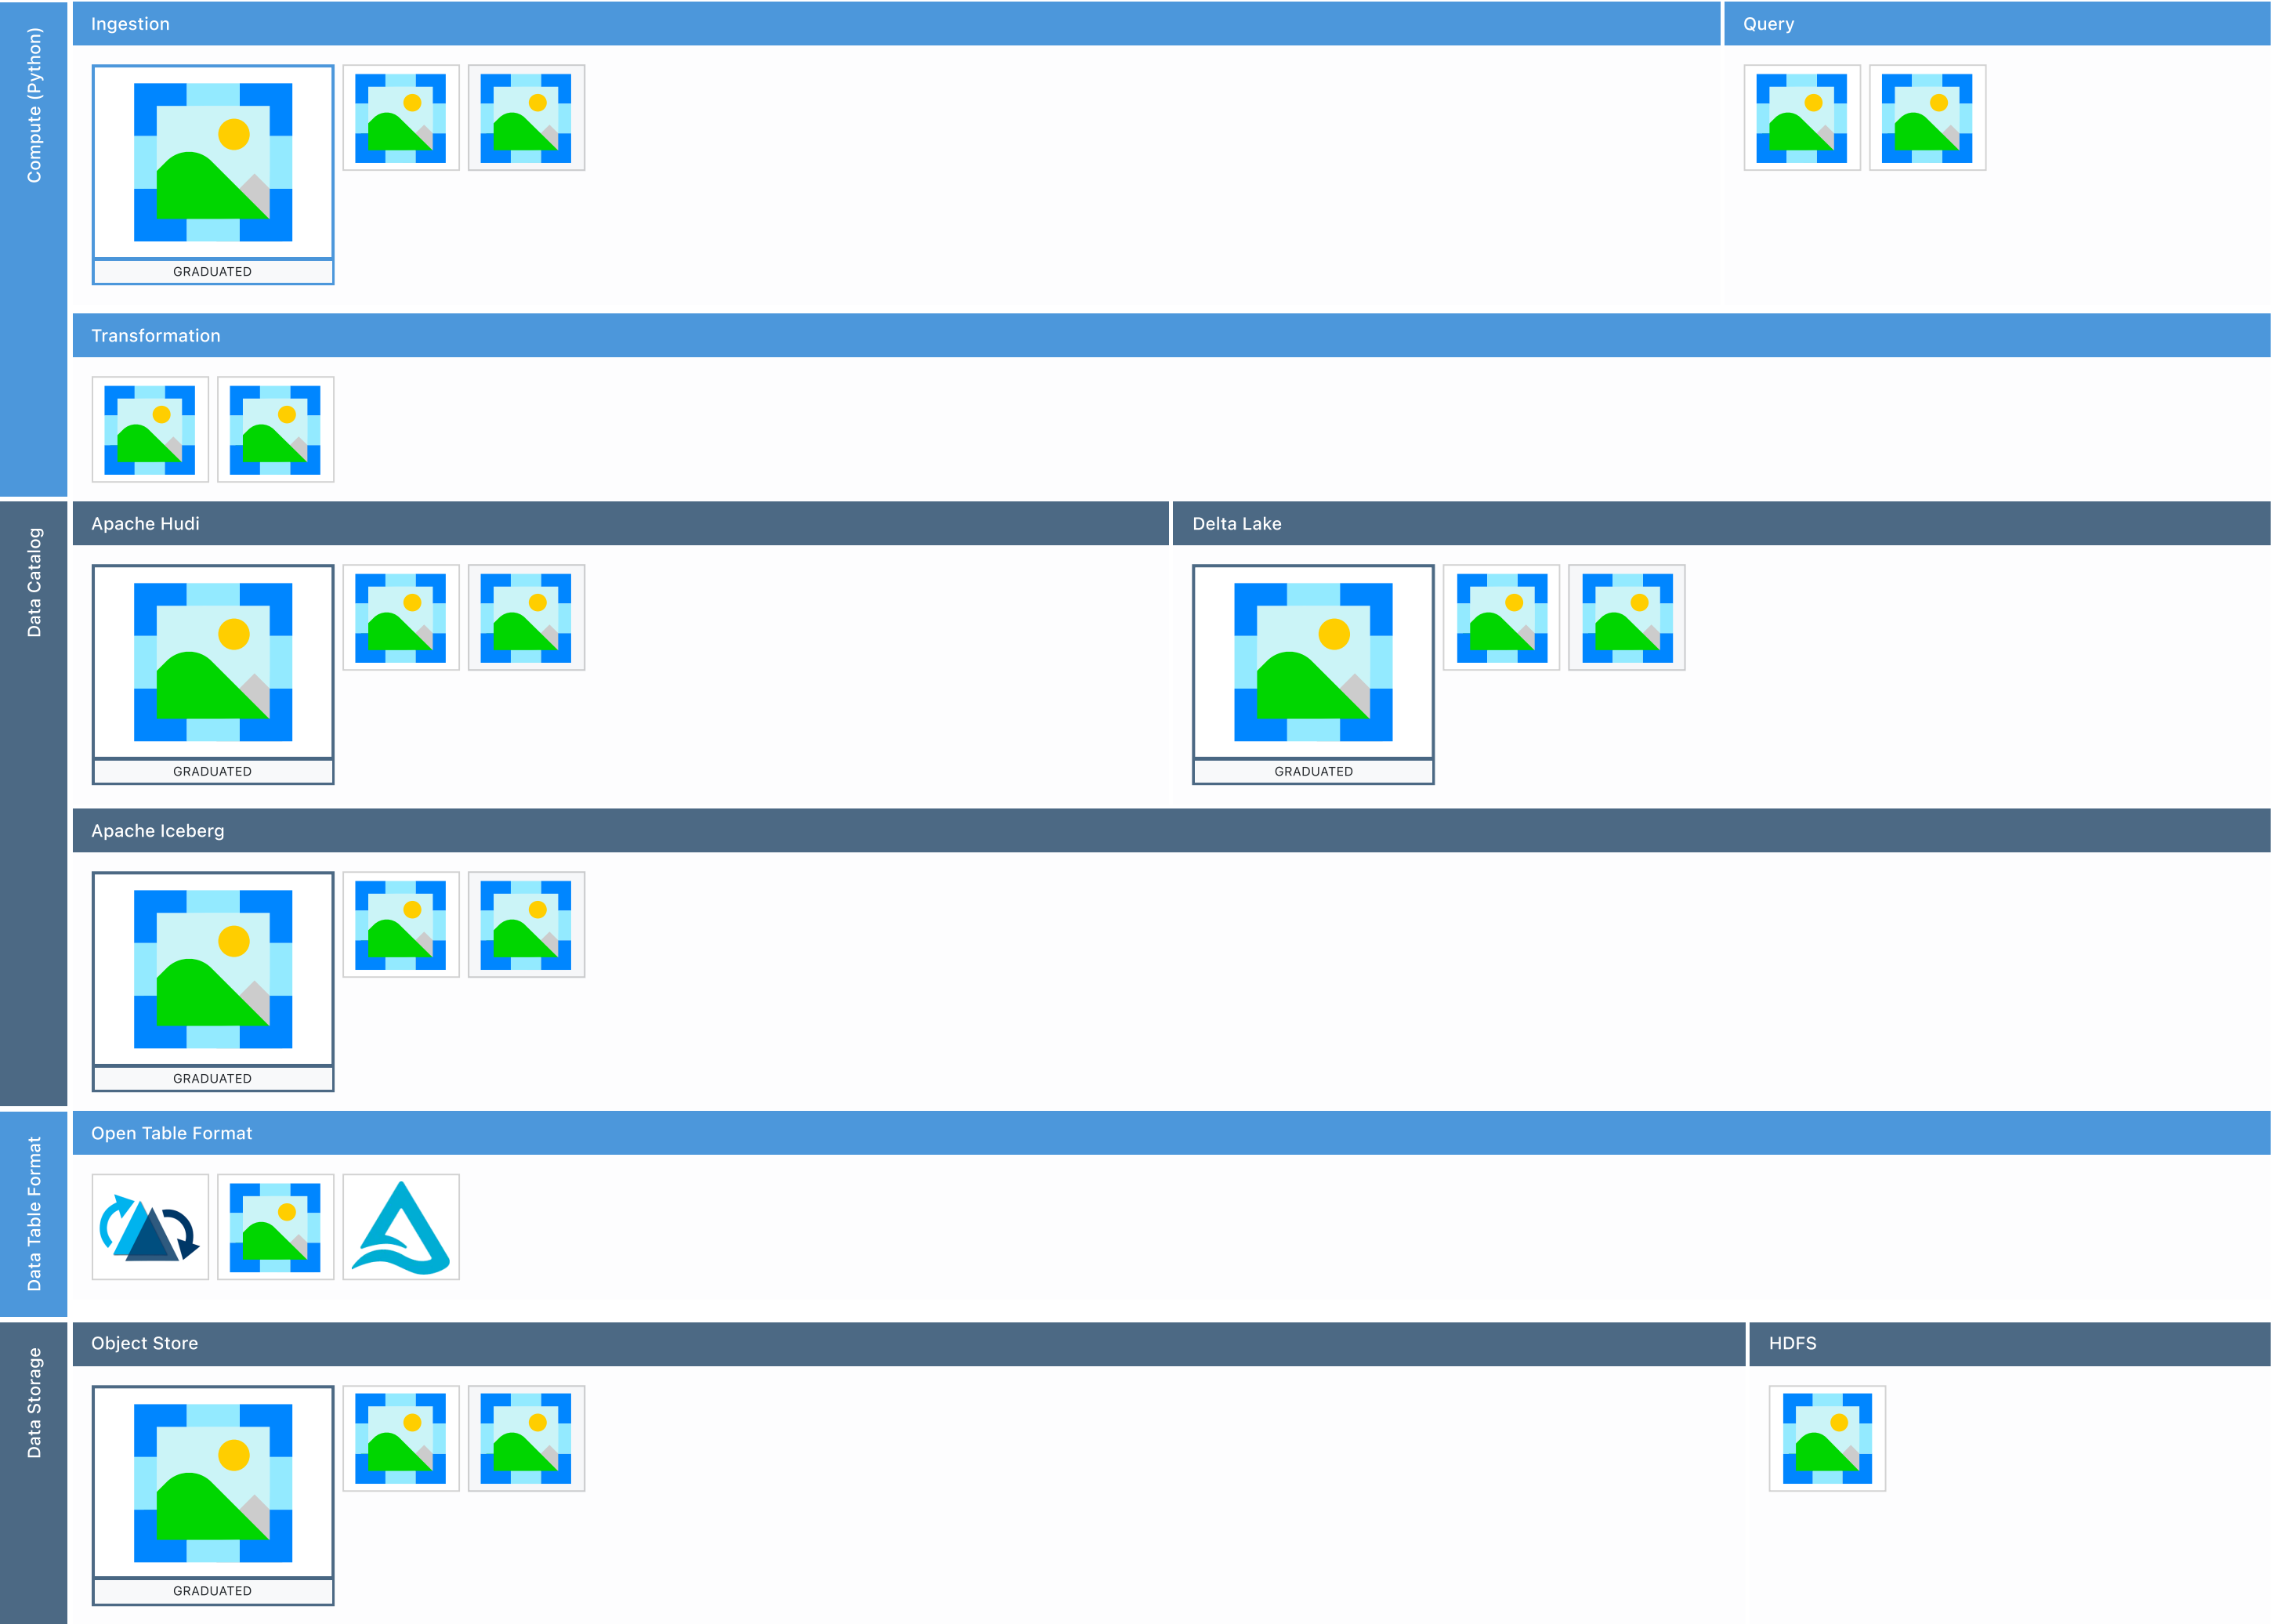 Compute (Python)
Ingestion
Query
GRADUATED
Transformation
Data Catalog
Apache Hudi
Delta Lake
GRADUATED
GRADUATED
Apache Iceberg
GRADUATED
Data Table Format
Open Table Format
Data Storage
Object Store
HDFS
GRADUATED